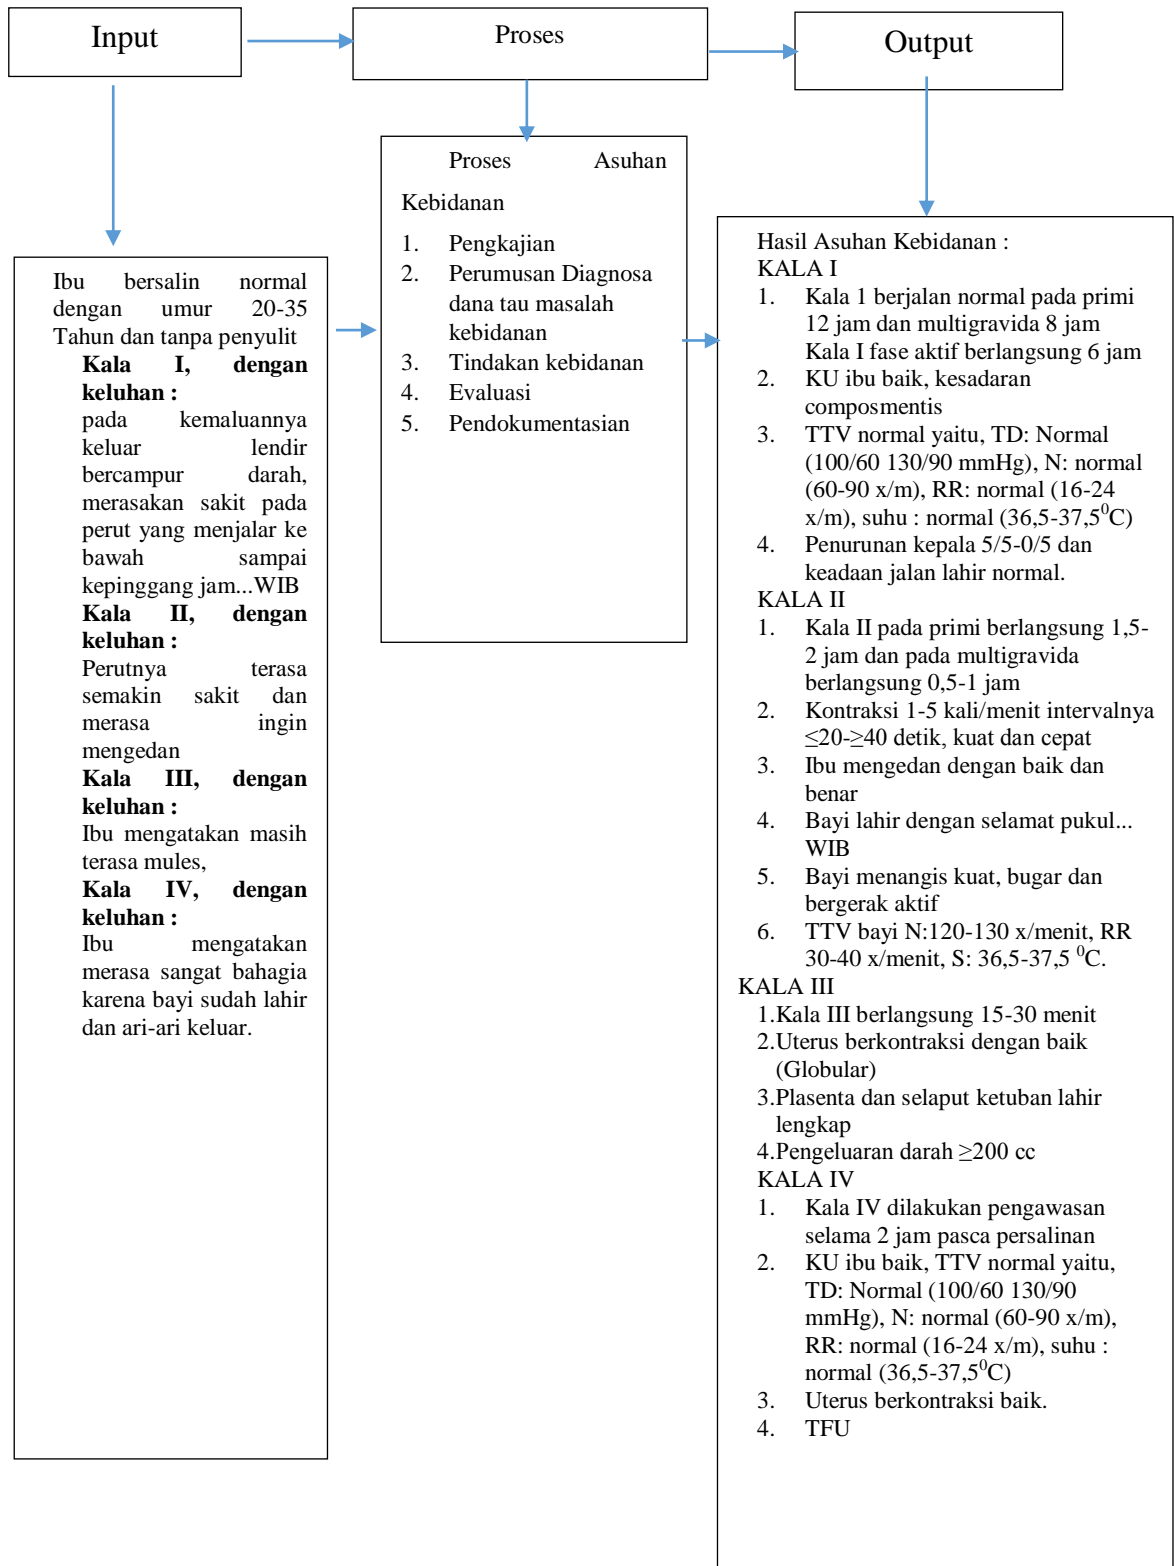 Input
Proses
Output
Ibu bersalin normal
dengan umur 20-35
Tahun dan tanpa penyulit
Kala I, dengan
keluhan :
pada kemaluannya
keluar lendir
bercampur darah,
merasakan sakit pada
perut yang menjalar ke
bawah sampai
kepinggang jam...WIB
Kala II, dengan
keluhan :
Perutnya terasa
semakin sakit dan
merasa ingin
mengedan
Kala III, dengan
keluhan :
Ibu mengatakan masih
terasa mules,
Kala IV, dengan
keluhan :
Ibu mengatakan
merasa sangat bahagia
karena bayi sudah lahir
dan ari-ari keluar.
Proses Asuhan
Kebidanan
1. Pengkajian
2. Perumusan Diagnosa
dana tau masalah
kebidanan
3. Tindakan kebidanan
4. Evaluasi
5. Pendokumentasian
Hasil Asuhan Kebidanan :
KALA I
1. Kala 1 berjalan normal pada primi
12 jam dan multigravida 8 jam
Kala I fase aktif berlangsung 6 jam
2. KU ibu baik, kesadaran
composmentis
3. TTV normal yaitu, TD: Normal
(100/60 130/90 mmHg), N: normal
(60-90 x/m), RR: normal (16-24
x/m), suhu : normal (36,5-37,5⁰C)
4. Penurunan kepala 5/5-0/5 dan
keadaan jalan lahir normal.
KALA II
1. Kala II pada primi berlangsung 1,5-
2 jam dan pada multigravida
berlangsung 0,5-1 jam
2. Kontraksi 1-5 kali/menit intervalnya
≤20-≥40 detik, kuat dan cepat
3. Ibu mengedan dengan baik dan
benar
4. Bayi lahir dengan selamat pukul...
WIB
5. Bayi menangis kuat, bugar dan
bergerak aktif
6. TTV bayi N:120-130 x/menit, RR
30-40 x/menit, S: 36,5-37,5 ⁰C.
KALA III
1.Kala III berlangsung 15-30 menit
2.Uterus berkontraksi dengan baik
(Globular)
3.Plasenta dan selaput ketuban lahir
lengkap
4.Pengeluaran darah ≥200 cc
KALA IV
1. Kala IV dilakukan pengawasan
selama 2 jam pasca persalinan
2. KU ibu baik, TTV normal yaitu,
TD: Normal (100/60 130/90
mmHg), N: normal (60-90 x/m),
RR: normal (16-24 x/m), suhu :
normal (36,5-37,5⁰C)
3. Uterus berkontraksi baik.
4. TFU